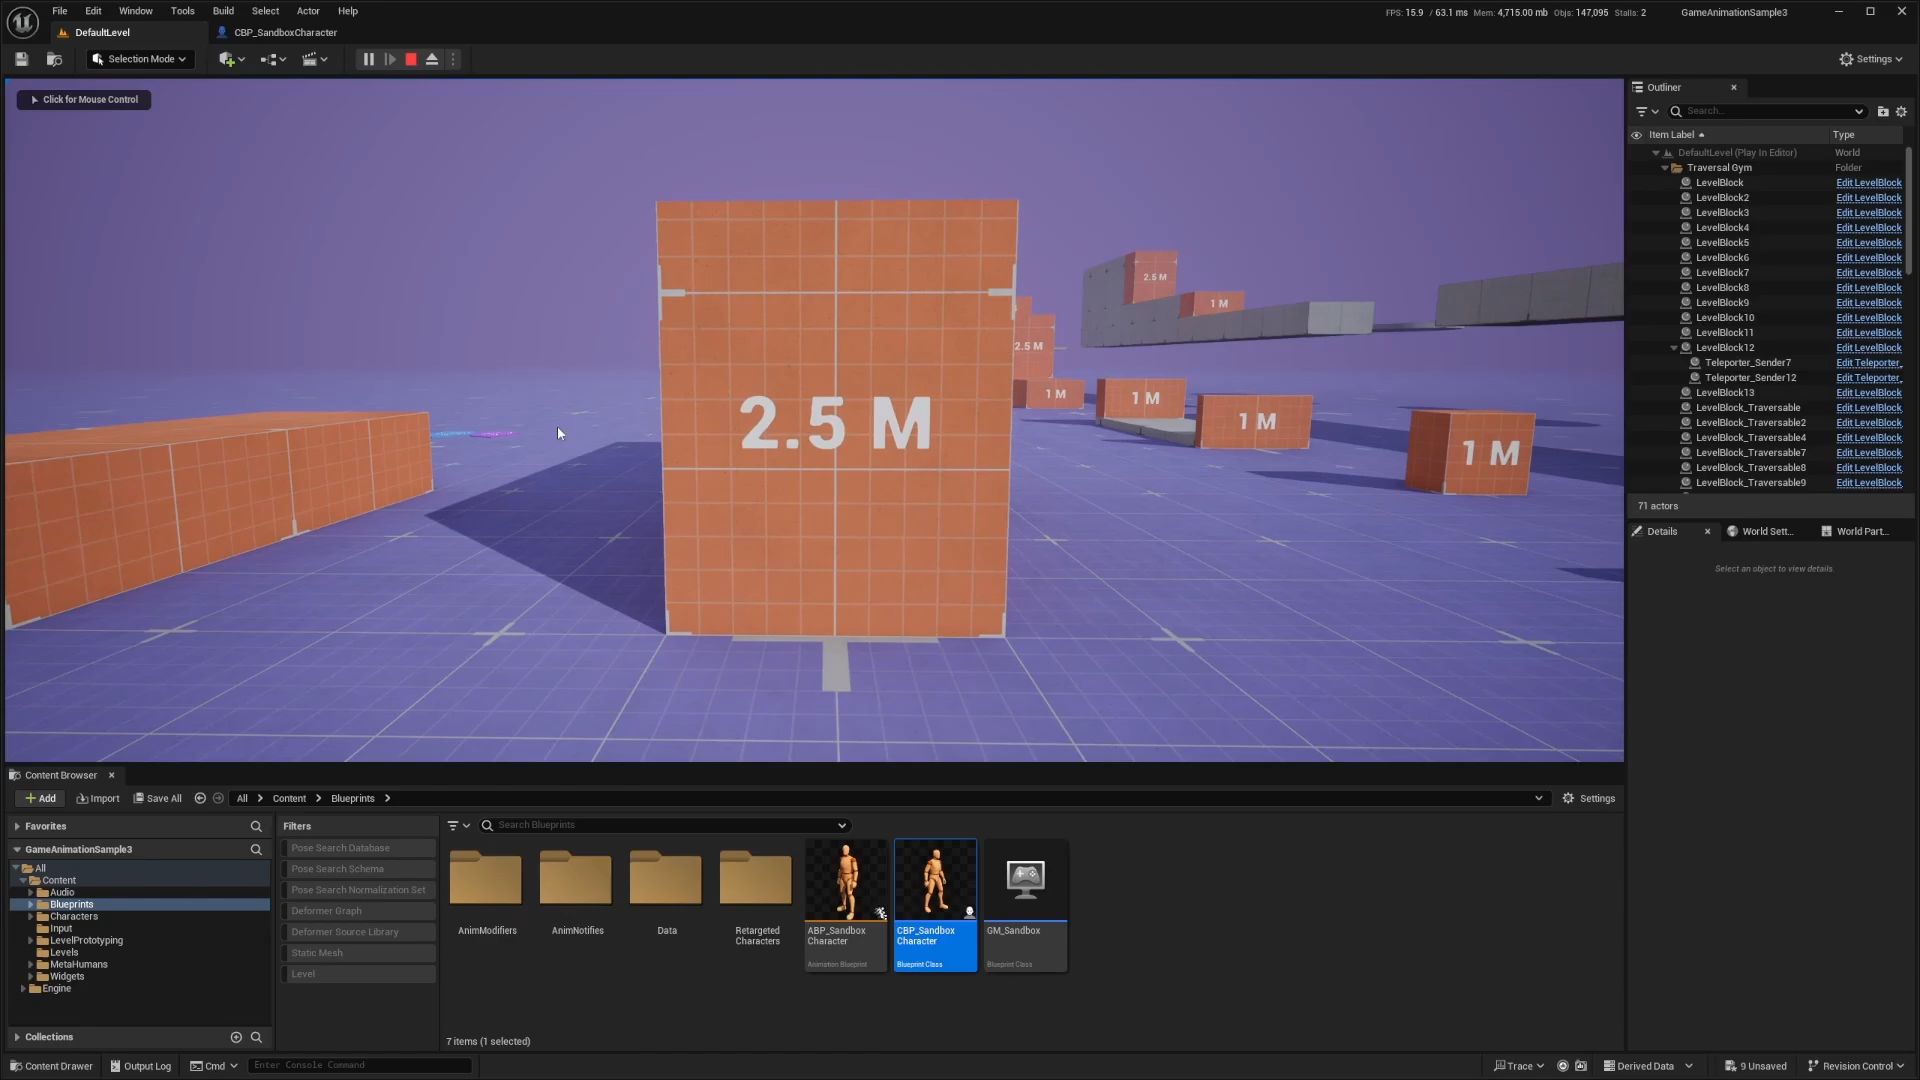 File Edit Window Tools Build Select Actor Help
FPS: 15.9 / 63.1 ms Mem: 4,715.00 mb Objs: 147,095 Stalls: 2
GameAnimationSample3
DefaultLevel
CBP_SandboxCharacter
Selection Mode
Settings
Click for Mouse Control
2.5 M
2.5 M
1 M
2.5 M
1 M
1 M
1 M
1 M
Outliner
Search...
Item Label Type
DefaultLevel (Play In Editor) World
Traversal Gym Folder
LevelBlock Edit LevelBlock
LevelBlock2 Edit LevelBlock
LevelBlock3 Edit LevelBlock
LevelBlock4 Edit LevelBlock
LevelBlock5 Edit LevelBlock
LevelBlock6 Edit LevelBlock
LevelBlock7 Edit LevelBlock
LevelBlock8 Edit LevelBlock
LevelBlock9 Edit LevelBlock
LevelBlock10 Edit LevelBlock
LevelBlock11 Edit LevelBlock
LevelBlock12 Edit LevelBlock
Teleporter_Sender7 Edit Teleporter_
Teleporter_Sender12 Edit Teleporter_
LevelBlock13 Edit LevelBlock
LevelBlock_Traversable Edit LevelBlock
LevelBlock_Traversable2 Edit LevelBlock
LevelBlock_Traversable4 Edit LevelBlock
LevelBlock_Traversable7 Edit LevelBlock
LevelBlock_Traversable8 Edit LevelBlock
LevelBlock_Traversable9 Edit LevelBlock
71 actors
Details
World Sett...
World Part...
Select an object to view details.
Content Browser
Add Import Save All All Content Blueprints Settings
Favorites
GameAnimationSample3
All
Content
Audio
Blueprints
Characters
Input
LevelPrototyping
Levels
MetaHumans
Widgets
Engine
Collections
Filters
Pose Search Database
Pose Search Schema
Pose Search Normalization Set
Deformer Graph
Deformer Source Library
Static Mesh
Level
Search Blueprints
AnimModifiers
AnimNotifies
Data
Retargeted
Characters
ABP_Sandbox
Character
Animation Blueprint
CBP_Sandbox
Character
Blueprint Class
GM_Sandbox
Blueprint Class
7 items (1 selected)
Content Drawer Output Log Cmd Enter Console Command
Trace Derived Data 9 Unsaved Revision Control